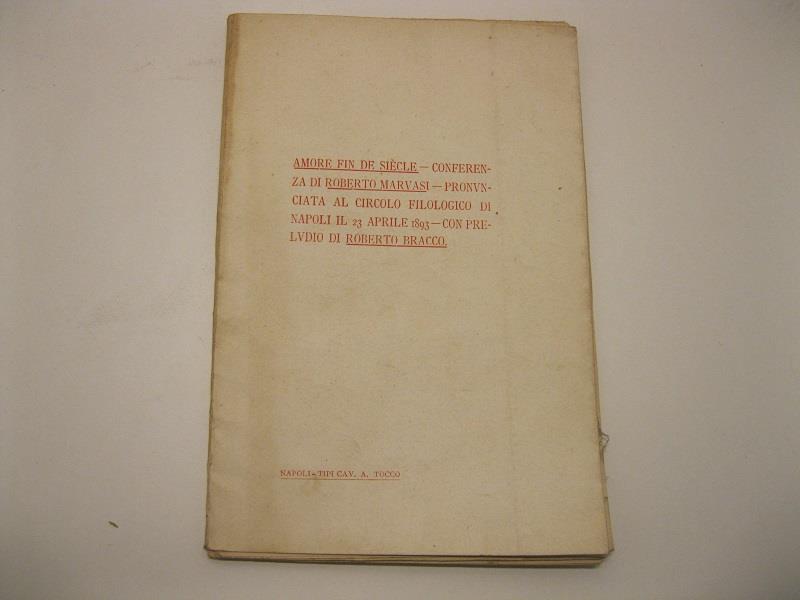 AMORE FIN DE SIÈCLE — CONFEREN-
ZA DI ROBERTO MARVASI — PRONVN-
CIATA AL CIRCOLO FILOLOGICO DI
NAPOLI IL 23 APRILE 1893 — CON PRE-
LVDIO DI ROBERTO BRACCO.
NAPOLI—TIPI CAV. A. TOCCO